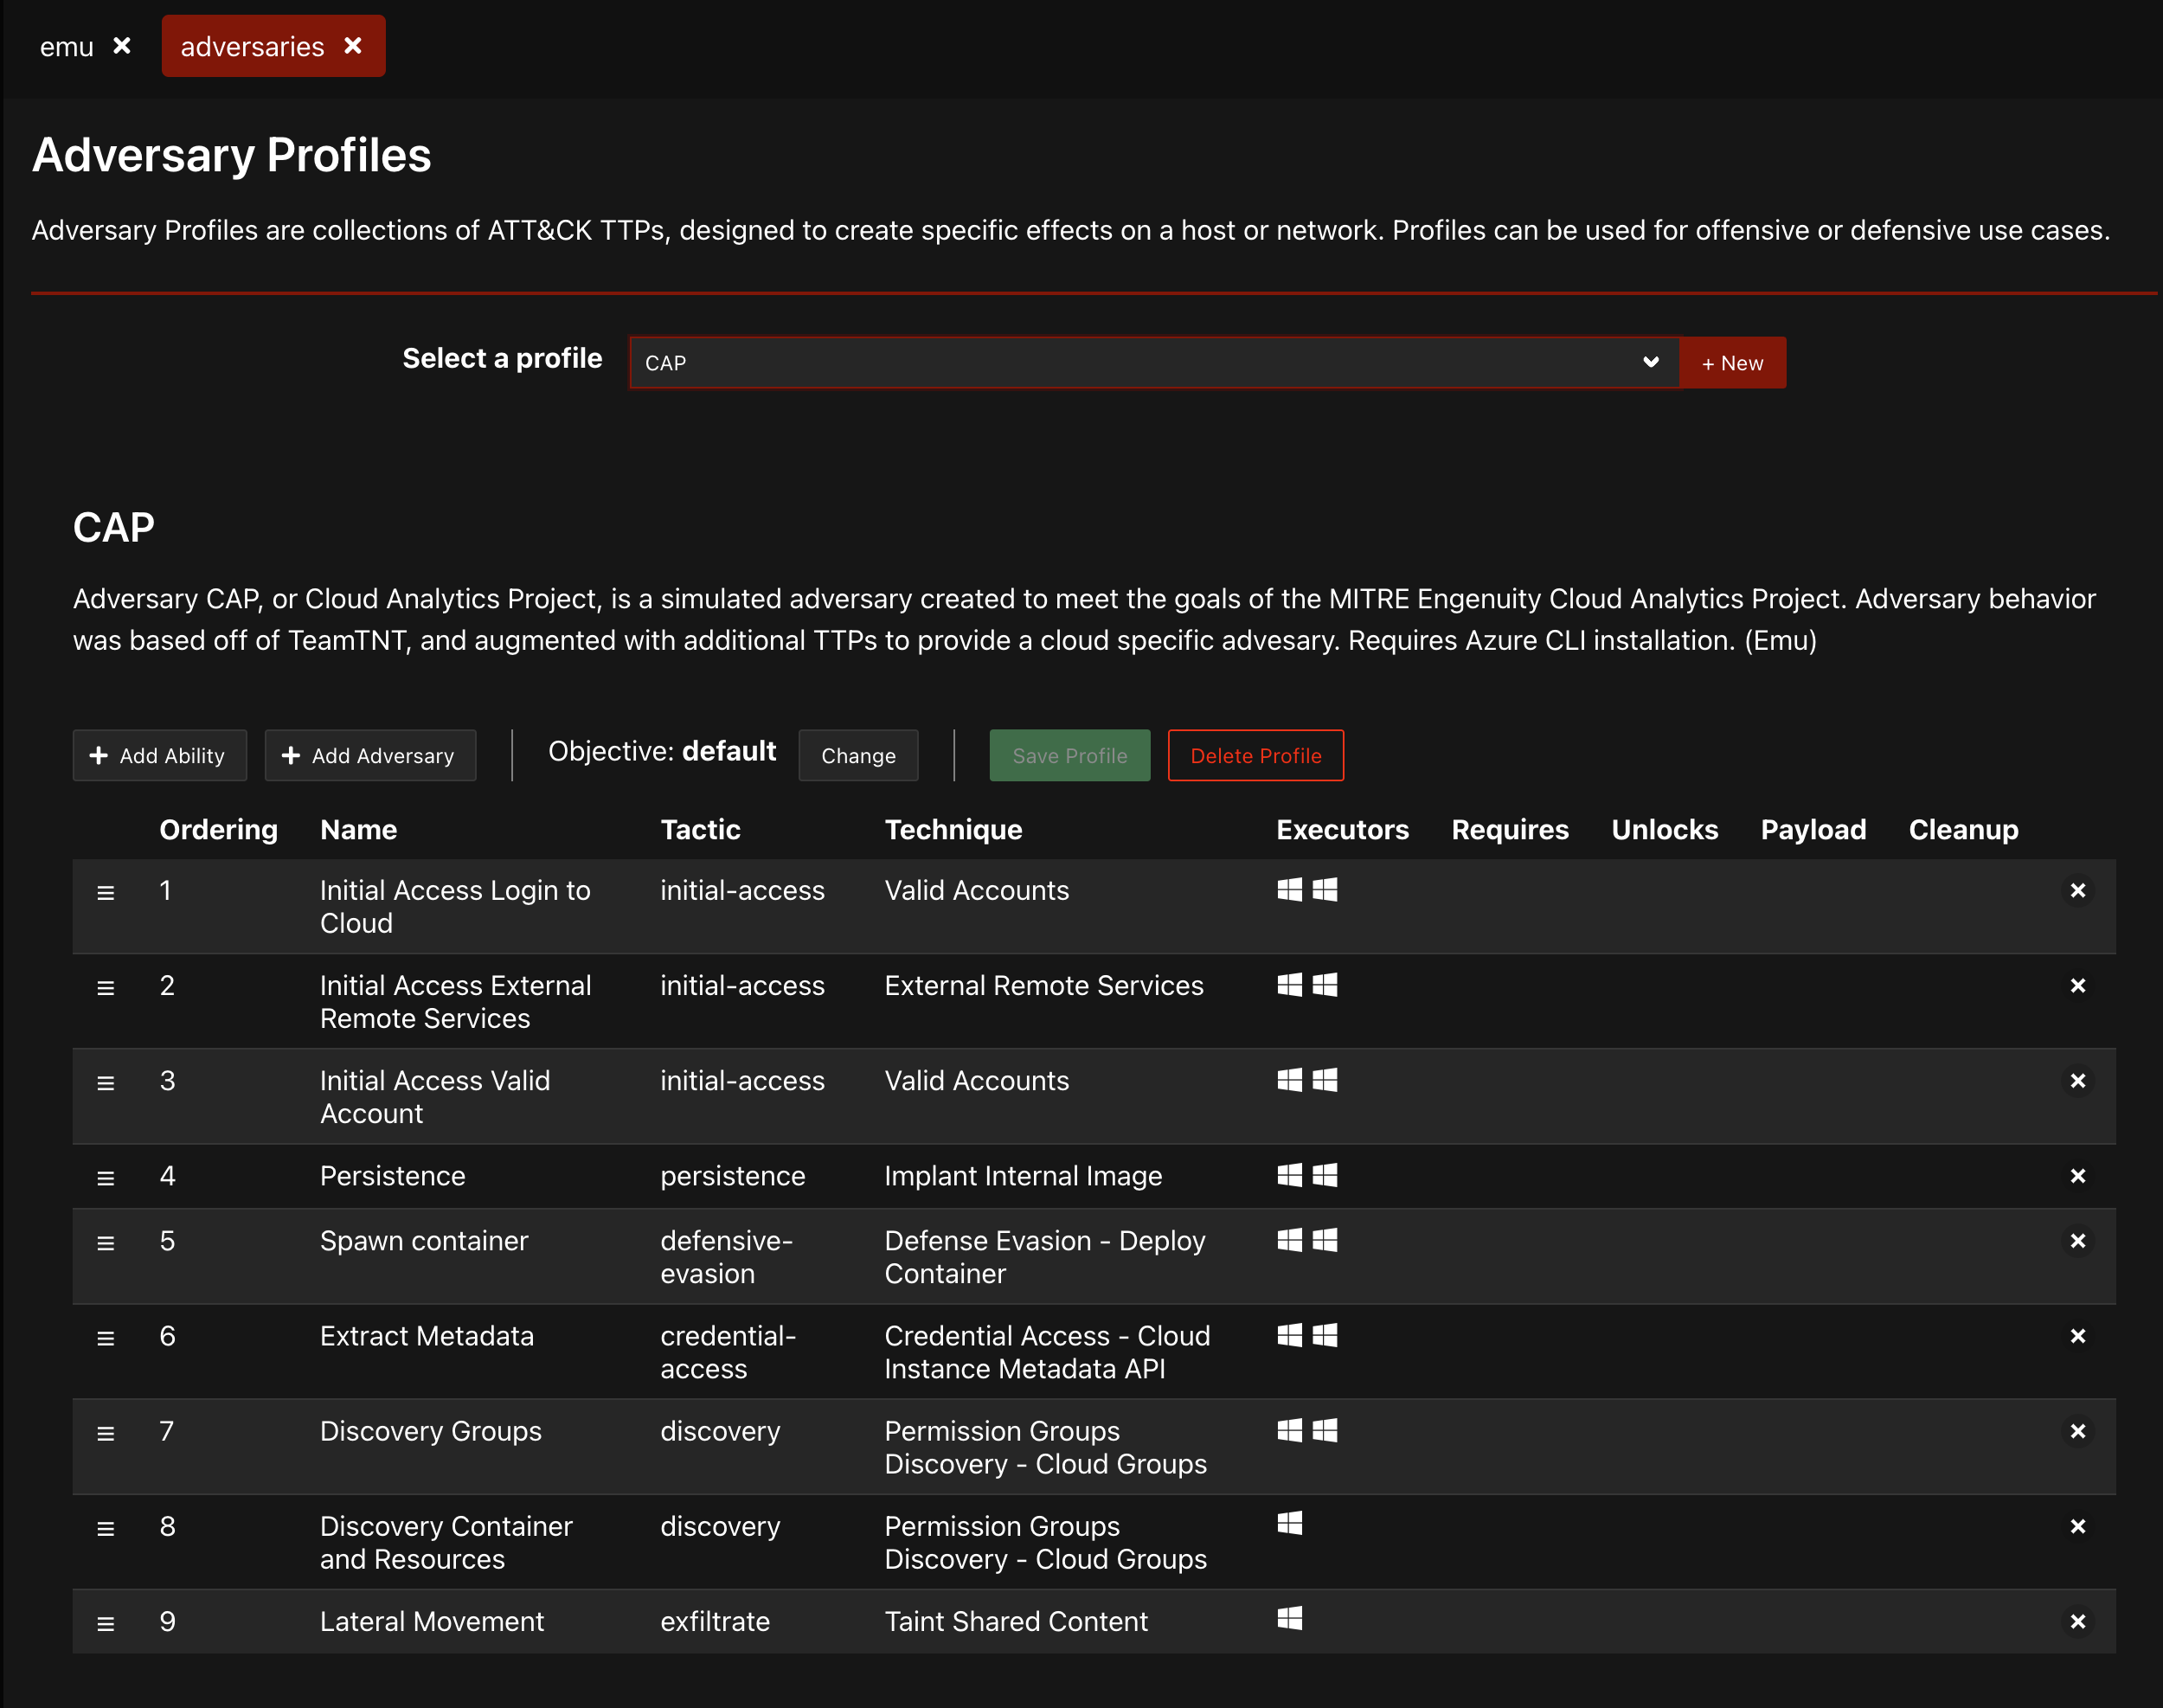 emu
adversaries
Adversary Profiles
Adversary Profiles are collections of ATT&CK TTPs, designed to create specific effects on a host or network. Profiles can be used for offensive or defensive use cases.
Select a profile
CAP
+ New
CAP
Adversary CAP, or Cloud Analytics Project, is a simulated adversary created to meet the goals of the MITRE Engenuity Cloud Analytics Project. Adversary behavior
was based off of TeamTNT, and augmented with additional TTPs to provide a cloud specific advesary. Requires Azure CLI installation. (Emu)
+ Add Ability
+ Add Adversary
Objective: default
Change
Save Profile
Delete Profile
Ordering Name Tactic Technique Executors Requires Unlocks Payload Cleanup
1 Initial Access Login to initial-access Valid Accounts
Cloud
2 Initial Access External initial-access External Remote Services
Remote Services
3 Initial Access Valid initial-access Valid Accounts
Account
4 Persistence persistence Implant Internal Image
5 Spawn container defensive- Defense Evasion - Deploy
evasion Container
6 Extract Metadata credential- Credential Access - Cloud
access Instance Metadata API
7 Discovery Groups discovery Permission Groups
Discovery - Cloud Groups
8 Discovery Container discovery Permission Groups
and Resources Discovery - Cloud Groups
9 Lateral Movement exfiltrate Taint Shared Content